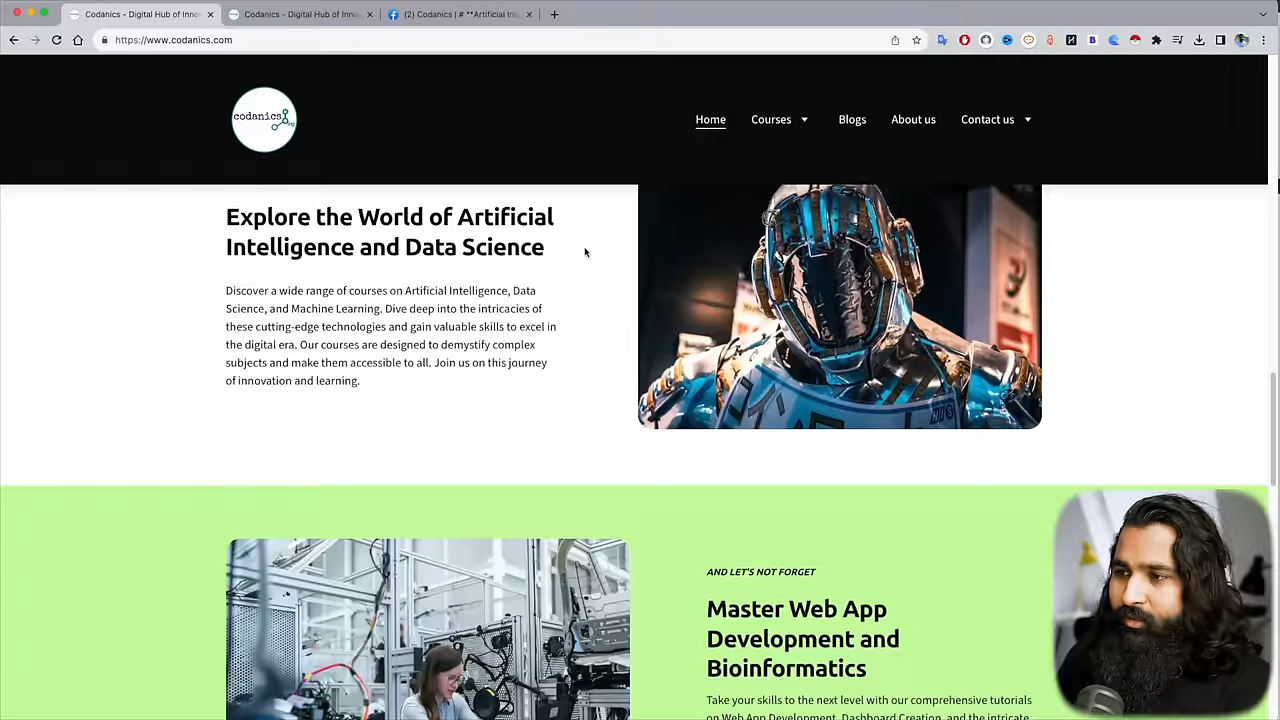 Codanics - Digital Hub of Inno
Codanics - Digital Hub of Innov
(2) Codanics | # **Artificial Inte
https://www.codanics.com
codanics
Home
Courses
Blogs
About us
Contact us
Explore the World of Artificial
Intelligence and Data Science
Discover a wide range of courses on Artificial Intelligence, Data
Science, and Machine Learning. Dive deep into the intricacies of
these cutting-edge technologies and gain valuable skills to excel in
the digital era. Our courses are designed to demystify complex
subjects and make them accessible to all. Join us on this journey
of innovation and learning.
AND LET'S NOT FORGET
Master Web App
Development and
Bioinformatics
Take your skills to the next level with our comprehensive tutorials
on Web App Development, Dashboard Creation, and the intricate